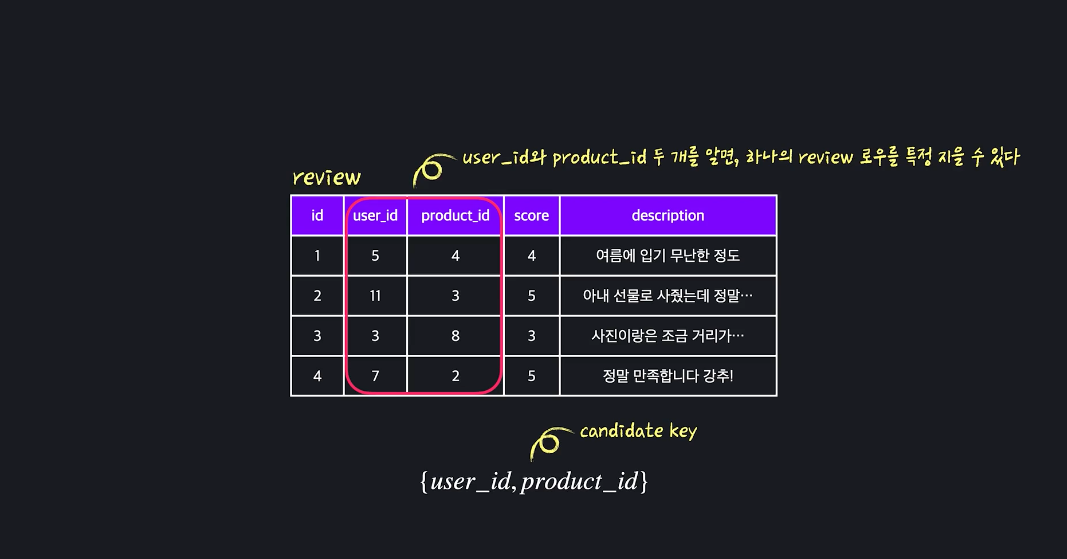 user_id와 product_id 두 개를 알면, 하나의 review 로우를 특정 지을 수 있다
review
id user_id product_id score description
1 5 4 4 여름에 입기 무난한 정도
2 11 3 5 아내 선물로 사줬는데 정말…
3 3 8 3 사진이랑은 조금 거리가…
4 7 2 5 정말 만족합니다 강추!
candidate key
{user_id, product_id}